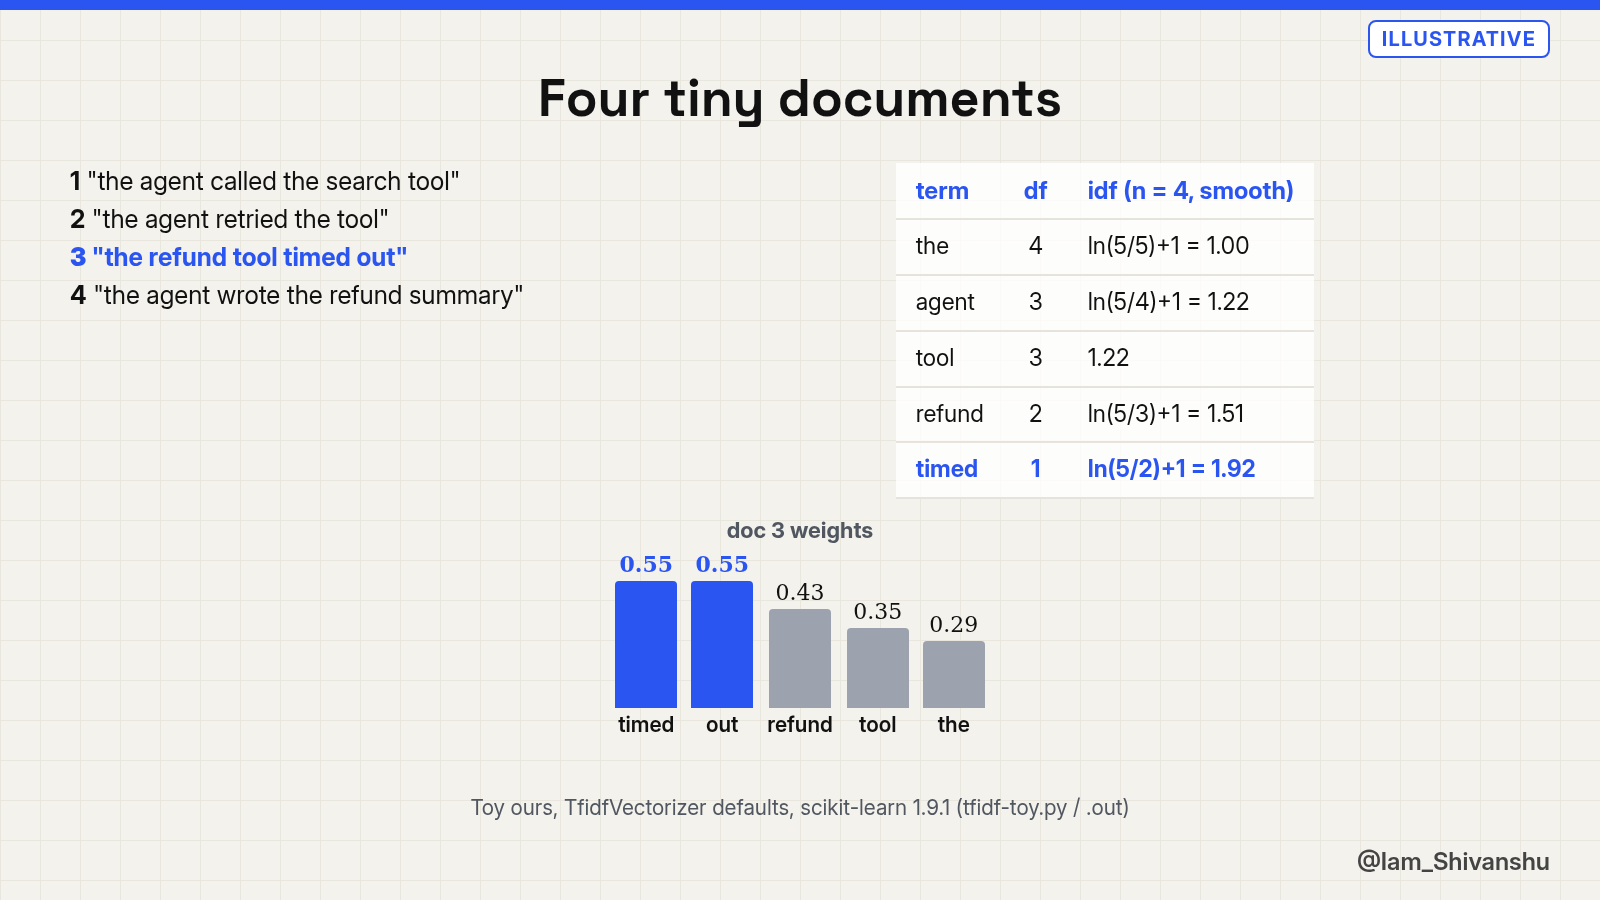 ILLUSTRATIVE
Four tiny documents
1 "the agent called the search tool"
2 "the agent retried the tool"
3 "the refund tool timed out"
4 "the agent wrote the refund summary"
term df idf (n = 4, smooth)
the 4 ln(5/5)+1 = 1.00
agent 3 ln(5/4)+1 = 1.22
tool 3 1.22
refund 2 ln(5/3)+1 = 1.51
timed 1 ln(5/2)+1 = 1.92
doc 3 weights
0.55 0.55 0.43 0.35 0.29
timed out refund tool the
Toy ours, TfidfVectorizer defaults, scikit-learn 1.9.1 (tfidf-toy.py / .out)
@Iam_Shivanshu